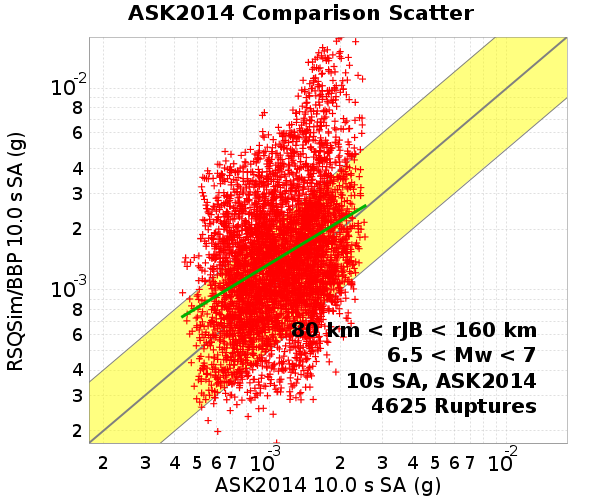 ASK2014 Comparison Scatter
RSQSim/BBP 10.0 s SA (g)
10-2
8
6
4
3
2
10-3
8
6
4
3
2
80 km < rJB < 160 km
6.5 < Mw < 7
10s SA, ASK2014
4625 Ruptures
2 3 4 5 6 7 10-3 2 3 4 5 6 7 10-2
ASK2014 10.0 s SA (g)